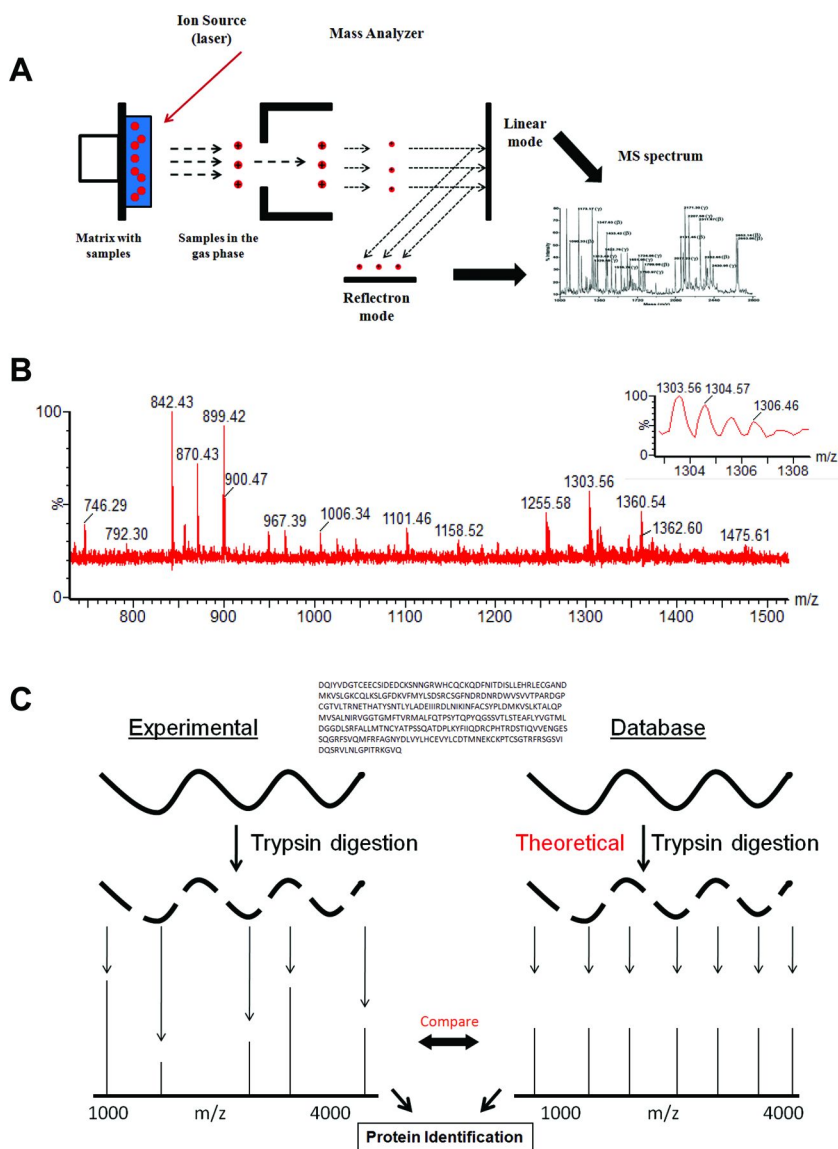 Ion Source
(laser)
Mass Analyzer
A
Linear
mode
MS spectrum
Matrix with
samples
Samples in the
gas phase
Reflectron
mode
B
842.43
899.42
870.43
900.47
746.29
792.30
967.39
1006.34
1101.46
1158.52
1255.58
1303.56
1360.54
1362.60
1475.61
100
%
0
800
900
1000
1100
1200
1300
1400
1500
m/z
1303.56
1304.57
1306.46
100
%
0
1304
1306
1308
m/z
C
DQIYVDGTCEECSIDEDCKSNNGRWHCQCKQDFNITDISLLEHRLECGAND
MKVSLGKCQLKSLGFDKVFMYLSDSRCSGFNDRDNRDWVSVVTPARDGP
CGTVLTRNETHATYSNTLYLADEIIIRDLNIKINFACSYPLDMKVSLKTALQP
MVSALNIRVGGTGMFTVRMALFQTPSYTQPYQGSSVTLSTEAFLYVGTML
DGGDLSRFALLMTNCYATPSSQATDPLKYFIIQDRCPHTRDSTIQVVENGES
SQGRFSVQMFRFAGNYDLVYLHCEVYLCDTMNEKCKPTCSGTRFRSGSVI
DQSRVLNLGPITRKGVQ
Experimental
Database
Trypsin digestion
Theoretical
Trypsin digestion
Compare
1000
m/z
4000
1000
m/z
4000
Protein Identification